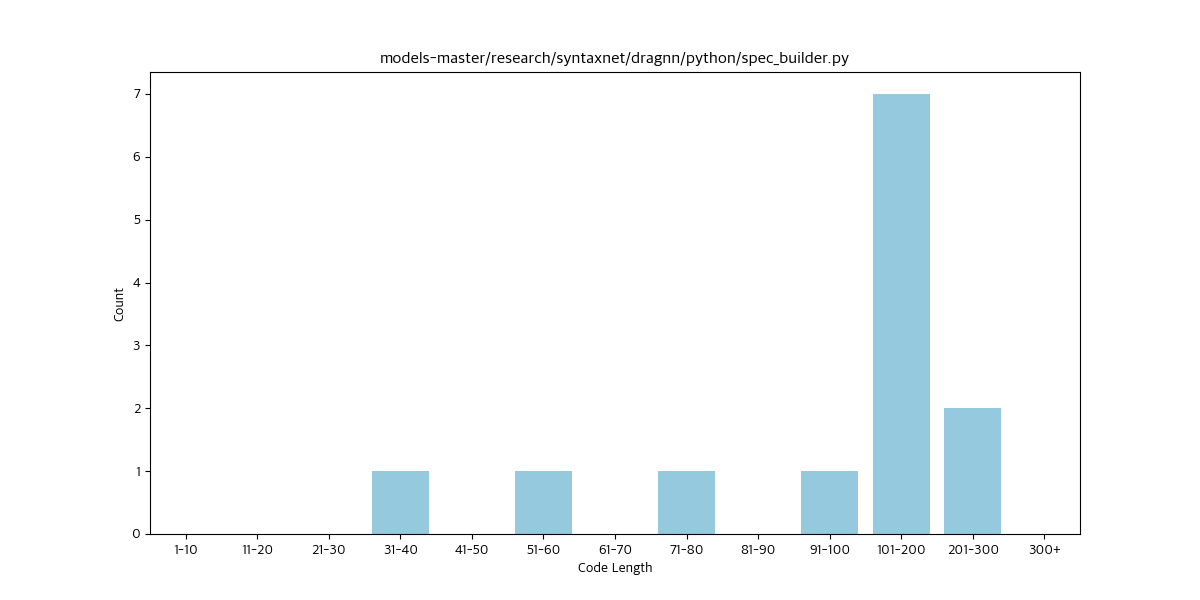 models-master/research/syntaxnet/dragnn/python/spec_builder.py
7
6
5
4
3
2
1
0
Count
1-10 11-20 21-30 31-40 41-50 51-60 61-70 71-80 81-90 91-100 101-200 201-300 300+
Code Length